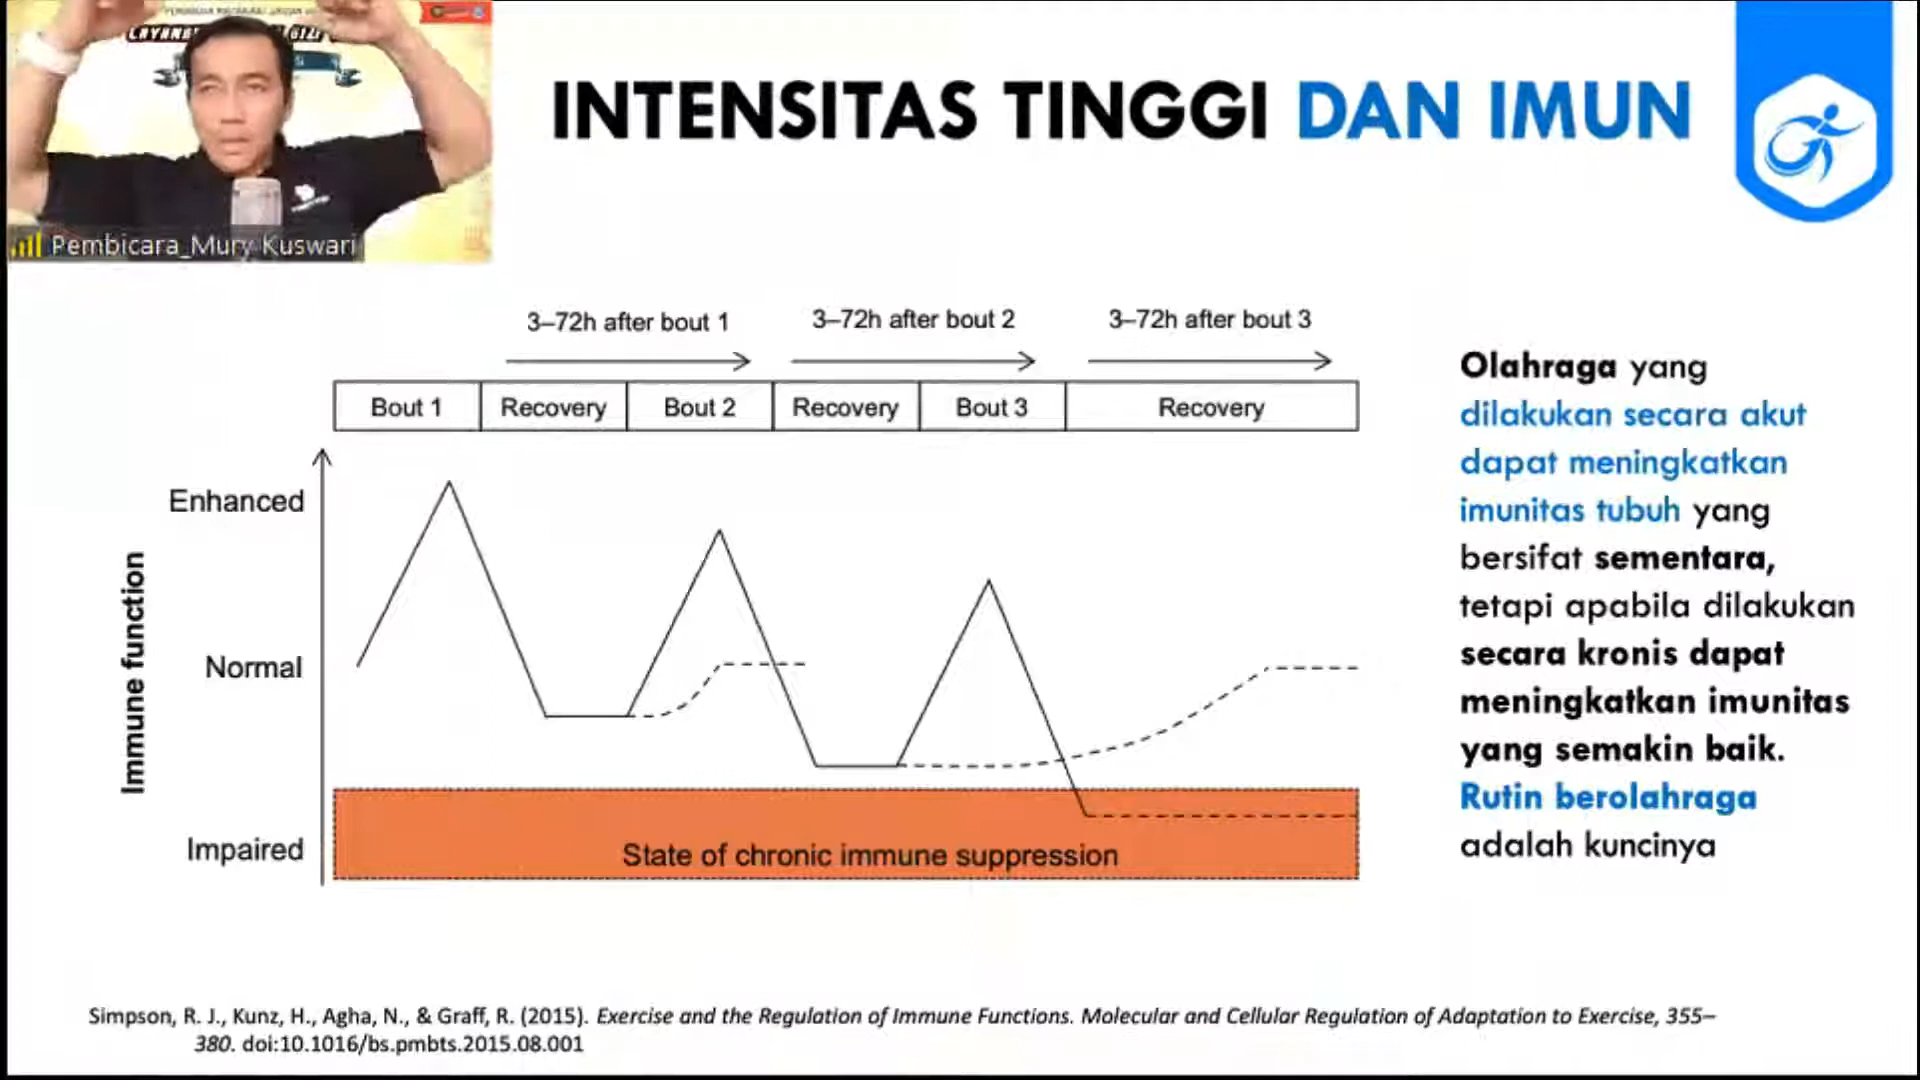 GIZI
Pembicara_Mury Kuswari
INTENSITAS TINGGI DAN IMUN
3–72h after bout 1
3–72h after bout 2
3–72h after bout 3
Bout 1
Recovery
Bout 2
Recovery
Bout 3
Recovery
Immune function
Enhanced
Normal
Impaired
State of chronic immune suppression
Olahraga yang
dilakukan secara akut
dapat meningkatkan
imunitas tubuh yang
bersifat sementara,
tetapi apabila dilakukan
secara kronis dapat
meningkatkan imunitas
yang semakin baik.
Rutin berolahraga
adalah kuncinya
Simpson, R. J., Kunz, H., Agha, N., & Graff, R. (2015). Exercise and the Regulation of Immune Functions. Molecular and Cellular Regulation of Adaptation to Exercise, 355–
380. doi:10.1016/bs.pmbts.2015.08.001